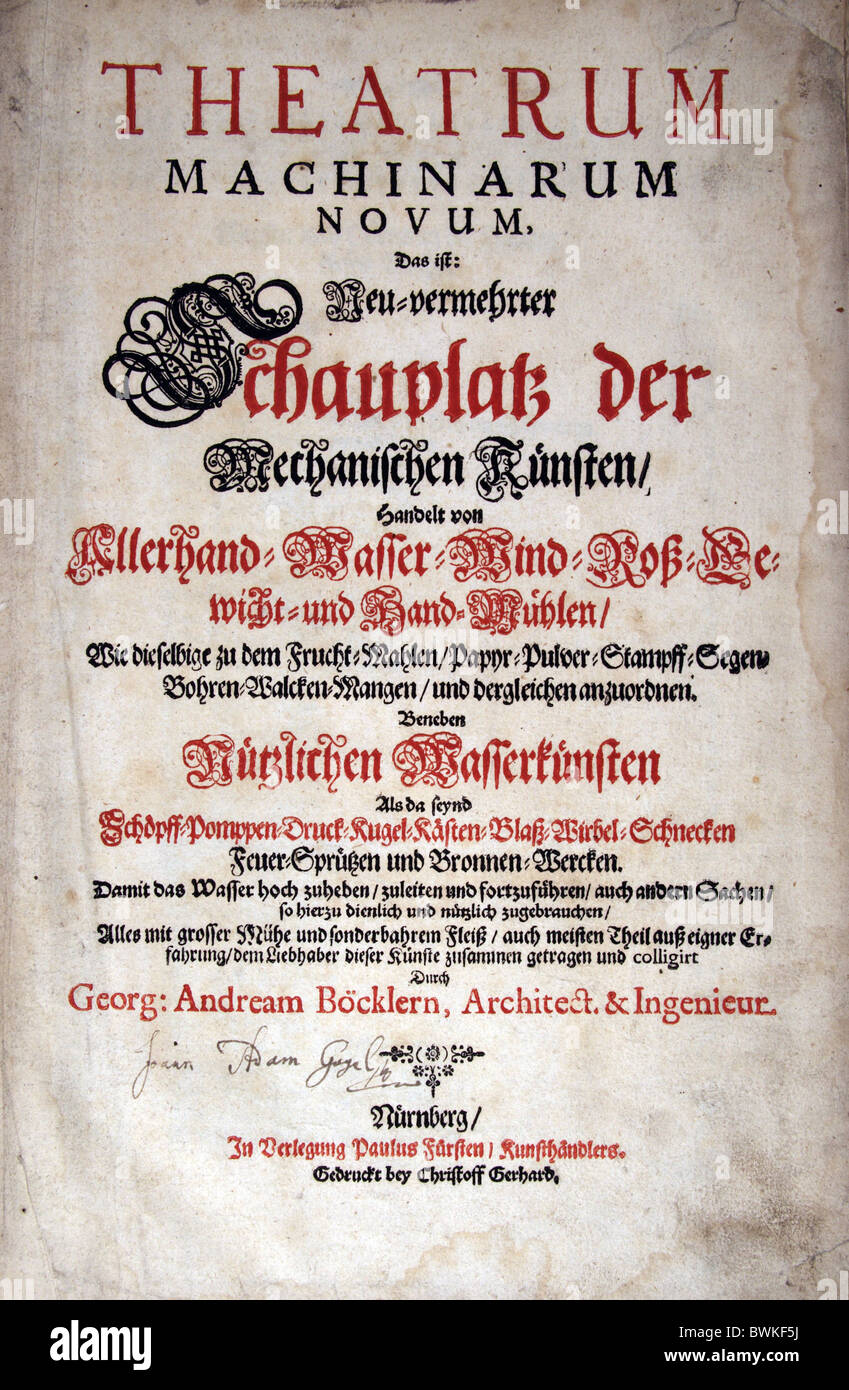 THEATRUM
MACHINARUM
NOVUM,
Das ist:
Neu-vermehrter
Schauplatz der
Mechanischen Künsten/
Handelt von
Allerhand-Wasser-Wind-Roß-Ge-
wicht-und Hand-Mühlen/
Wie dieselbige zu dem Frucht-Mahlen/Papyr-Pulver-Stampff-Segen-
Bohren-Walcken-Mangen/und dergleichen anzuordnen.
Beneben
Nützlichen Wasserkünsten
Als da seynd
Schöpff-Pomppen-Druck-Kugel-Kästen-Blaß-Wirbel-Schnecken
Feuer-Sprützen und Bronnen-Wercken.
Damit das Wasser hoch zuheben/zuleiten und fortzuführen/auch andern Sachen/
so hierzu dienlich und nützlich zugebrauchen/
Alles mit grosser Mühe und sonderbahrem Fleiß/auch meisten Theil auß eigner Er-
fahrung/dem Liebhaber dieser Künste zusammen getragen und colligirt
Durch
Georg: Andream Böcklern, Architect. & Ingenieur.
Adam
Nürnberg/
In Verlegung Paulus Fürsten/Kunsthändlers.
Gedruckt bey Christoff Gerhard.
alamy
Image ID: BWKF5J
www.alamy.com